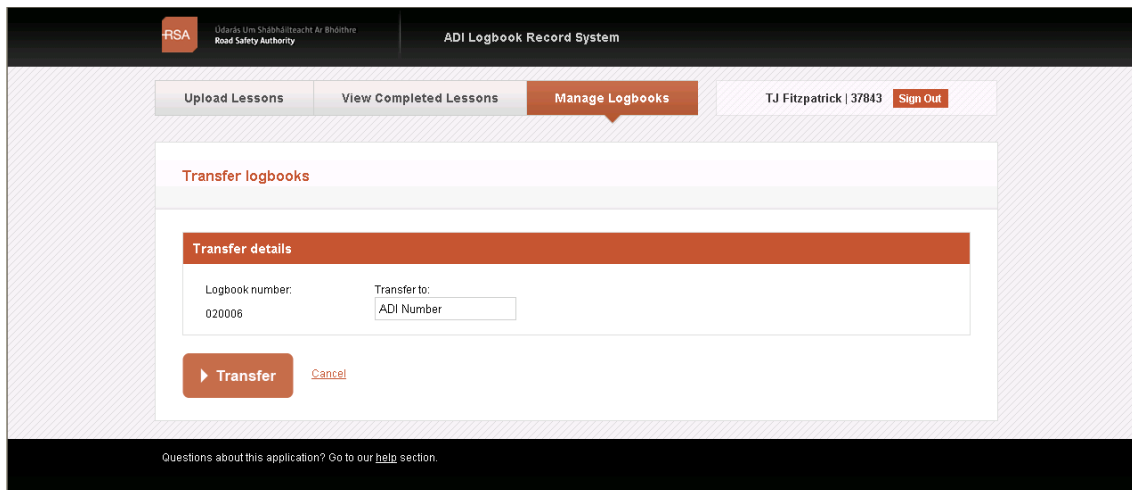 RSA
Údarás Um Shábháilteacht Ar Bhóithre
Road Safety Authority
ADI Logbook Record System
Upload Lessons
View Completed Lessons
Manage Logbooks
TJ Fitzpatrick | 37843
Sign Out
Transfer logbooks
Transfer details
Logbook number:
Transfer to:
020006
ADI Number
Transfer
Cancel
Questions about this application? Go to our help section.